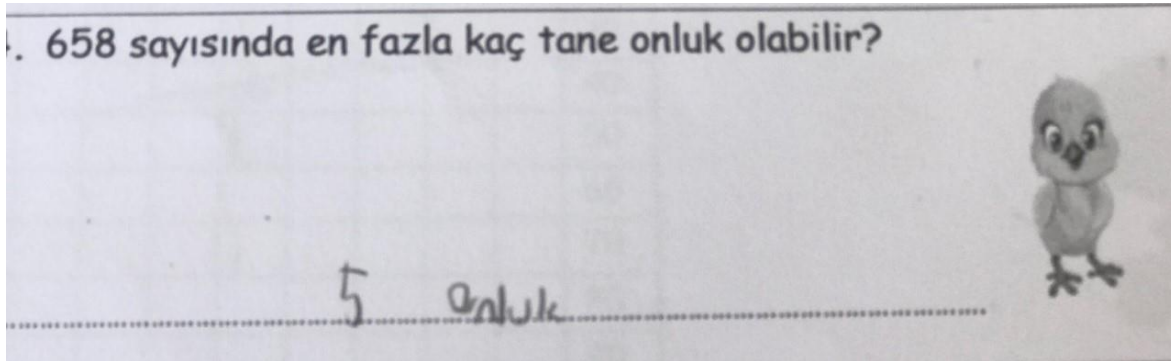 . 658 sayısında en fazla kaç tane onluk olabilir?
5 onluk